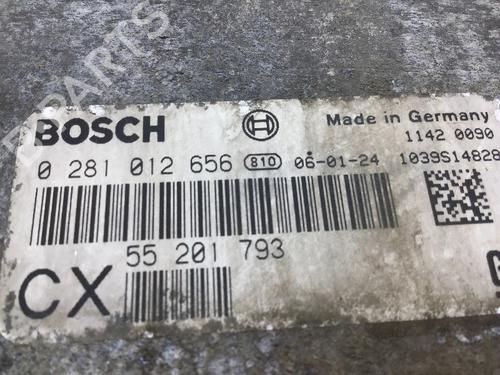 BOSCH
Made in Germany
1142 0090
0 281 012 656 810 06-01-24 1039S14828
55 201 793
CX